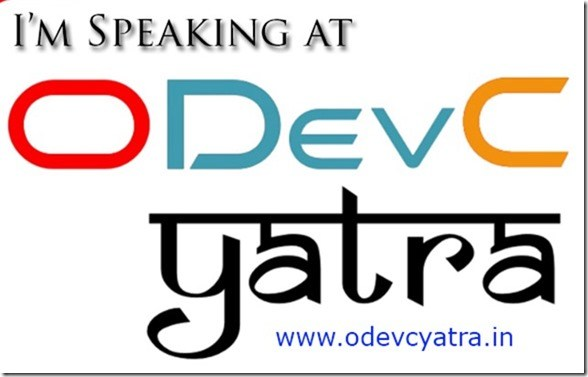 I'm Speaking at
ODevC
yatra
www.odevcyatra.in